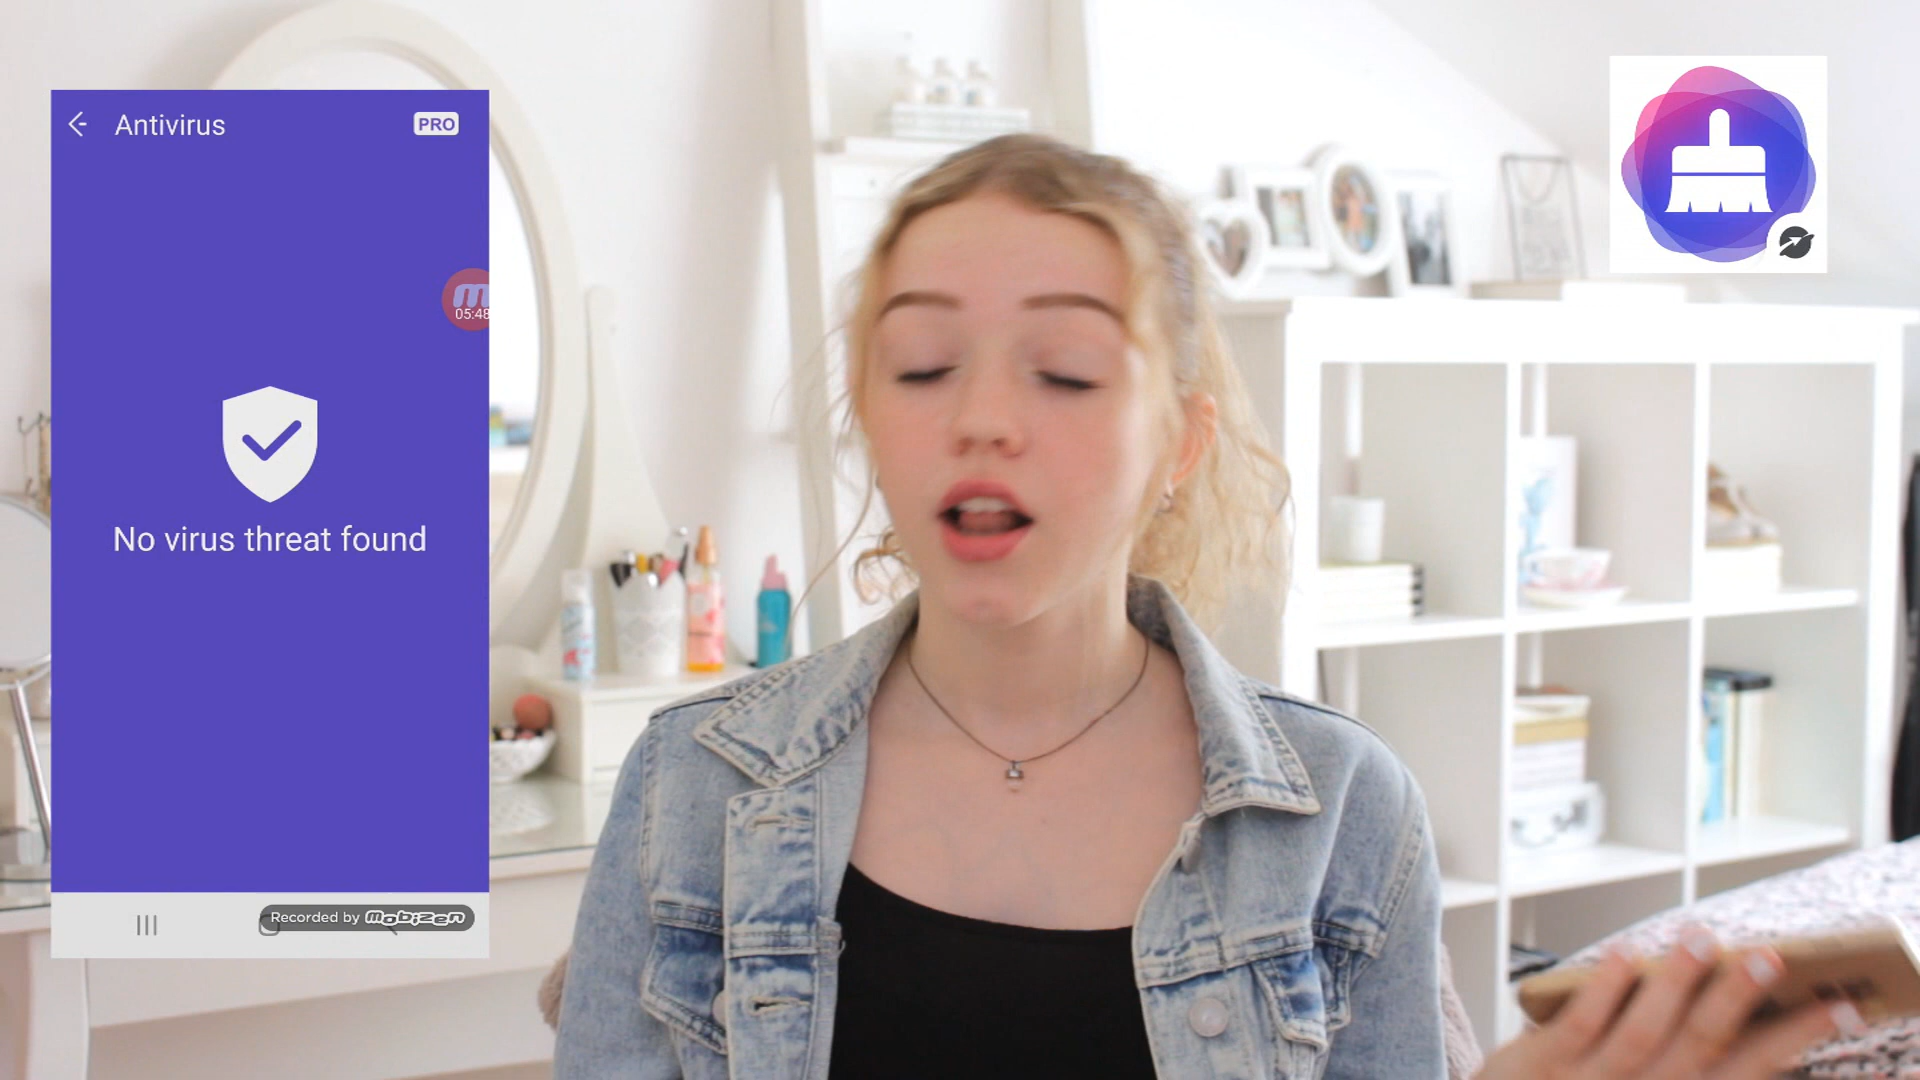 Antivirus
PRO
05:48
No virus threat found
Recorded by Mobizen